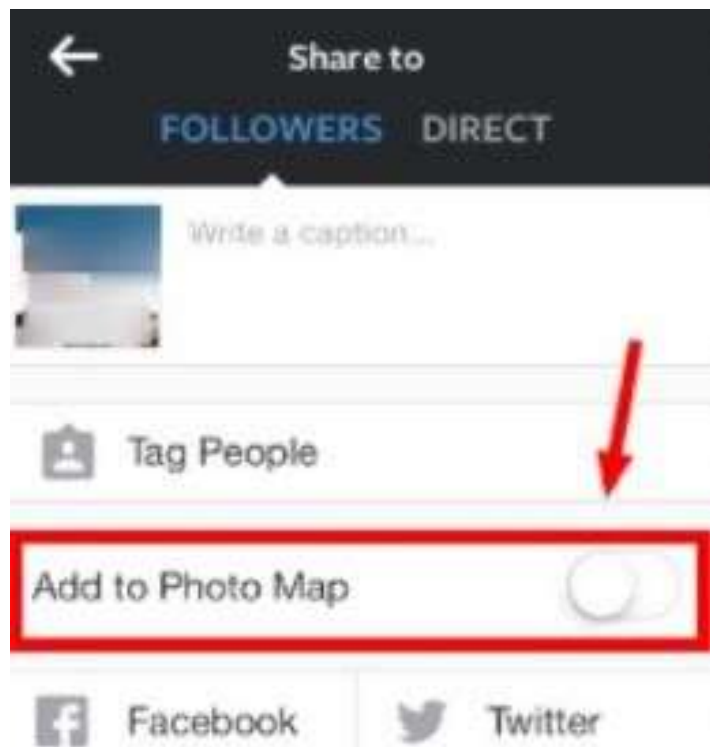 Share to
FOLLOWERS DIRECT
Write a caption...
Tag People
Add to Photo Map
Facebook Twitter